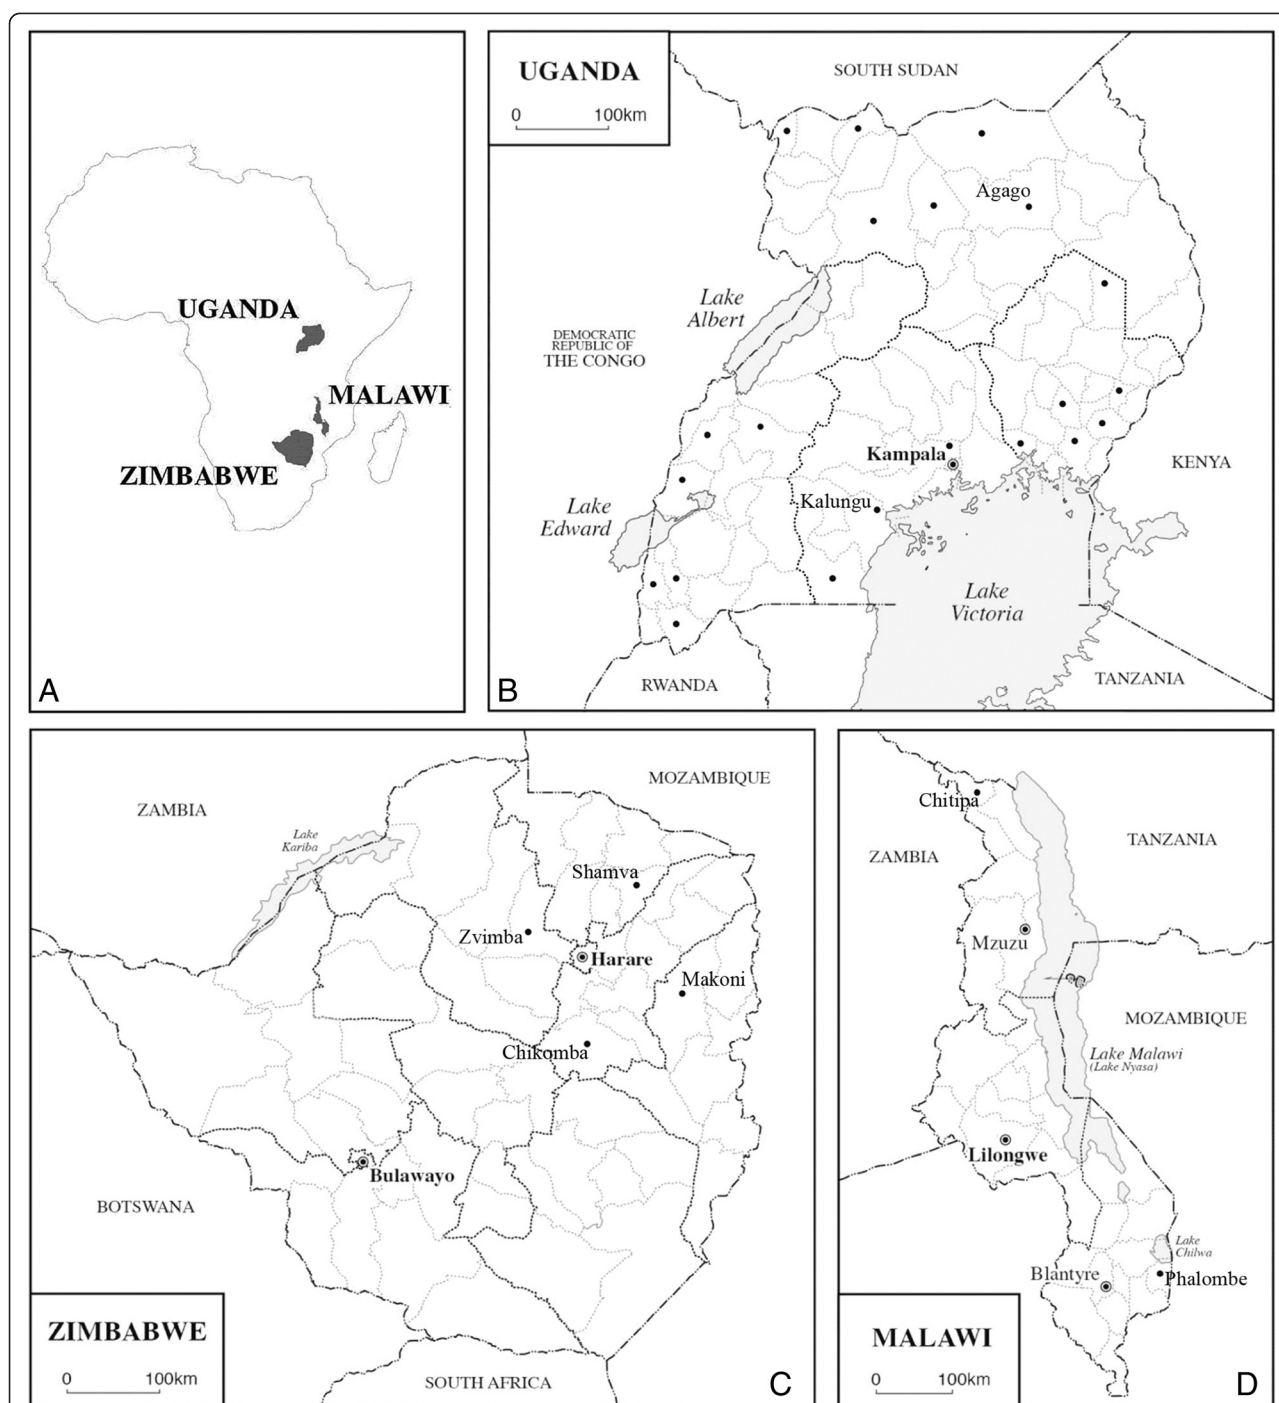 UGANDA
MALAWI
ZIMBABWE
A
UGANDA
0 100km
SOUTH SUDAN
Agago
Lake
Albert
DEMOCRATIC
REPUBLIC OF
THE CONGO
Kampala
KENYA
Kalungu
Lake
Edward
Lake
Victoria
RWANDA
TANZANIA
B
ZAMBIA
MOZAMBIQUE
Lake
Kariba
Shamva
Zvimba
Harare
Makoni
Chikomba
Bulawayo
BOTSWANA
ZIMBABWE
0 100km
SOUTH AFRICA
C
Chitipa
ZAMBIA
TANZANIA
Mzuzu
MOZAMBIQUE
Lake Malawi
(Lake Nyasa)
Lilongwe
Lake
Chilwa
Blantyre
Phalombe
MALAWI
0 100km
D